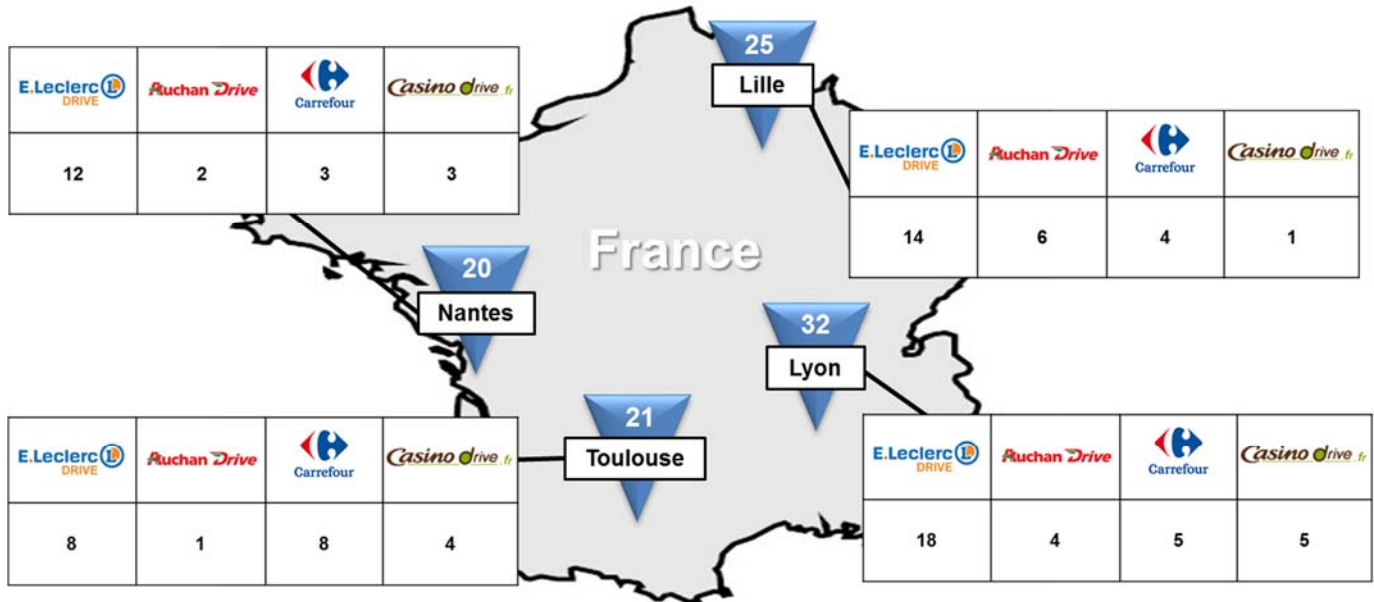 25
Lille
E.Leclerc L DRIVE
Auchan Drive
Carrefour
Casino drive.fr
12
2
3
3
E.Leclerc L DRIVE
Auchan Drive
Carrefour
Casino drive.fr
14
6
4
1
France
20
Nantes
32
Lyon
21
Toulouse
E.Leclerc L DRIVE
Auchan Drive
Carrefour
Casino drive.fr
8
1
8
4
E.Leclerc L DRIVE
Auchan Drive
Carrefour
Casino drive.fr
18
4
5
5